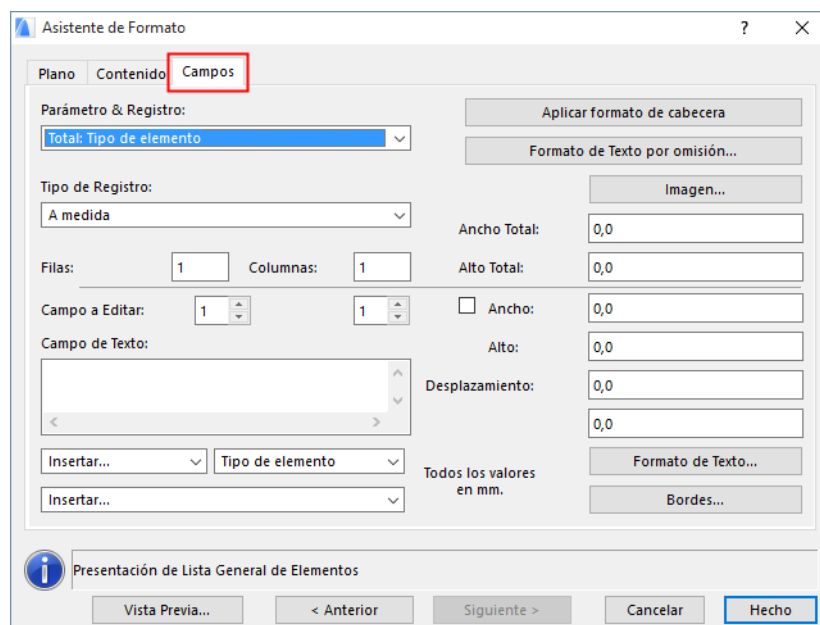 Asistente de Formato
?
Plano Contenido Campos
Parámetro & Registro:
Aplicar formato de cabecera
Total: Tipo de elemento
Formato de Texto por omisión...
Tipo de Registro:
Imagen...
A medida
Ancho Total: 0,0
Filas: 1 Columnas: 1 Alto Total: 0,0
Campo a Editar: 1 1 Ancho: 0,0
Campo de Texto:
Alto: 0,0
Desplazamiento: 0,0
0,0
Insertar... Tipo de elemento
Todos los valores
en mm.
Formato de Texto...
Insertar...
Bordes...
Presentación de Lista General de Elementos
Vista Previa... < Anterior Siguiente > Cancelar Hecho